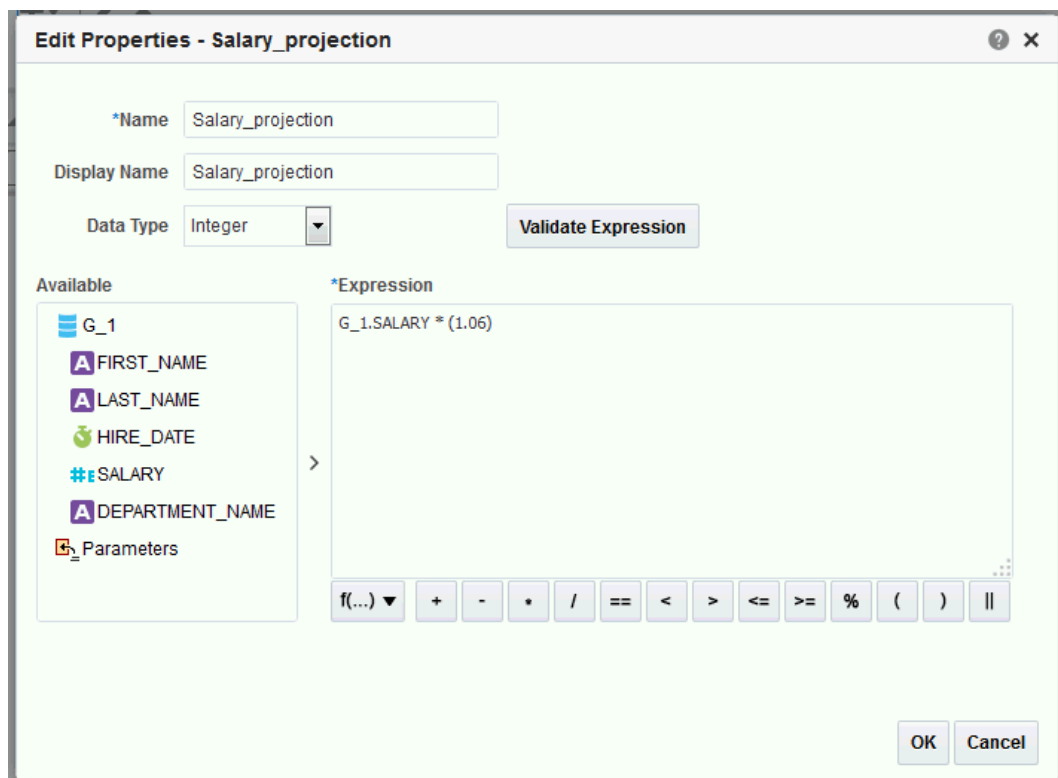 Edit Properties - Salary_projection
*Name Salary_projection
Display Name Salary_projection
Data Type Integer Validate Expression
Available *Expression
G_1 G_1.SALARY * (1.06)
A FIRST_NAME
A LAST_NAME
HIRE_DATE
#E SALARY
A DEPARTMENT_NAME
Parameters
f(...) + - * / == < > <= >= % ( ) ||
OK Cancel